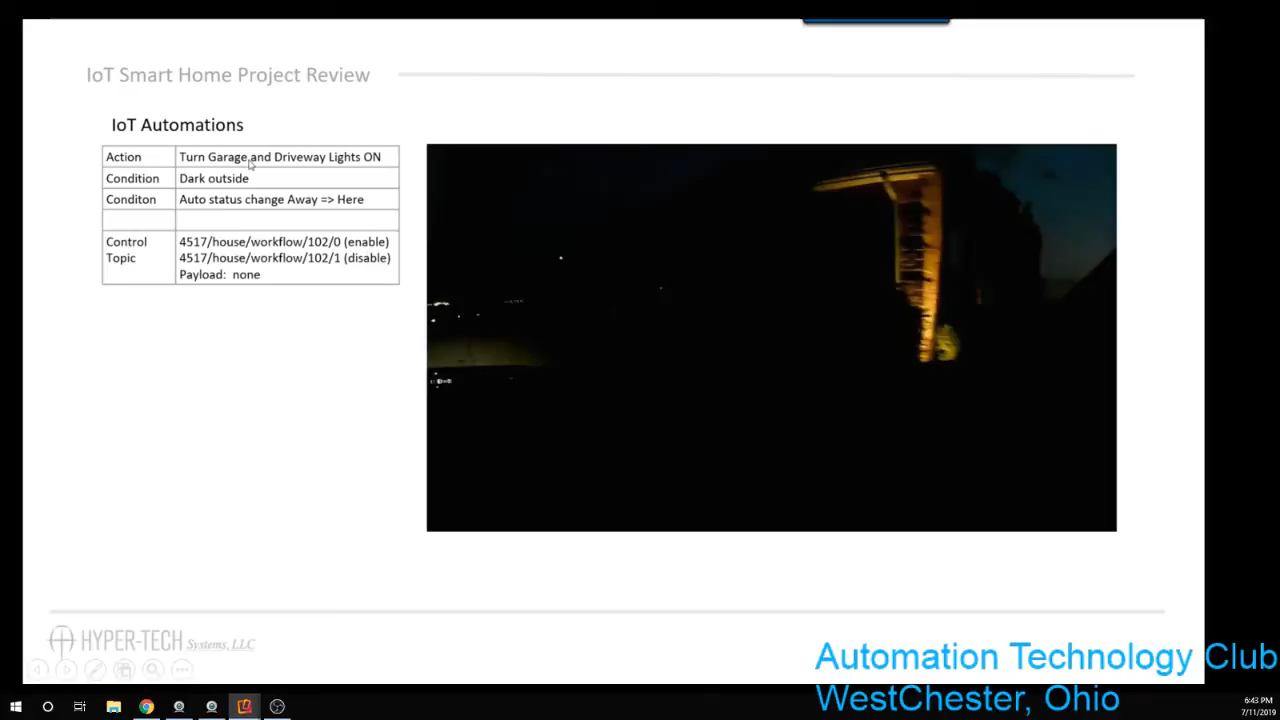 IoT Smart Home Project Review
IoT Automations
Action Turn Garage and Driveway Lights ON
Condition Dark outside
Conditon Auto status change Away => Here
Control 4517/house/workflow/102/0 (enable)
Topic 4517/house/workflow/102/1 (disable)
Payload: none
HYPER-TECH Systems, LLC
Automation Technology Club
WestChester, Ohio
6:43 PM
7/11/2019